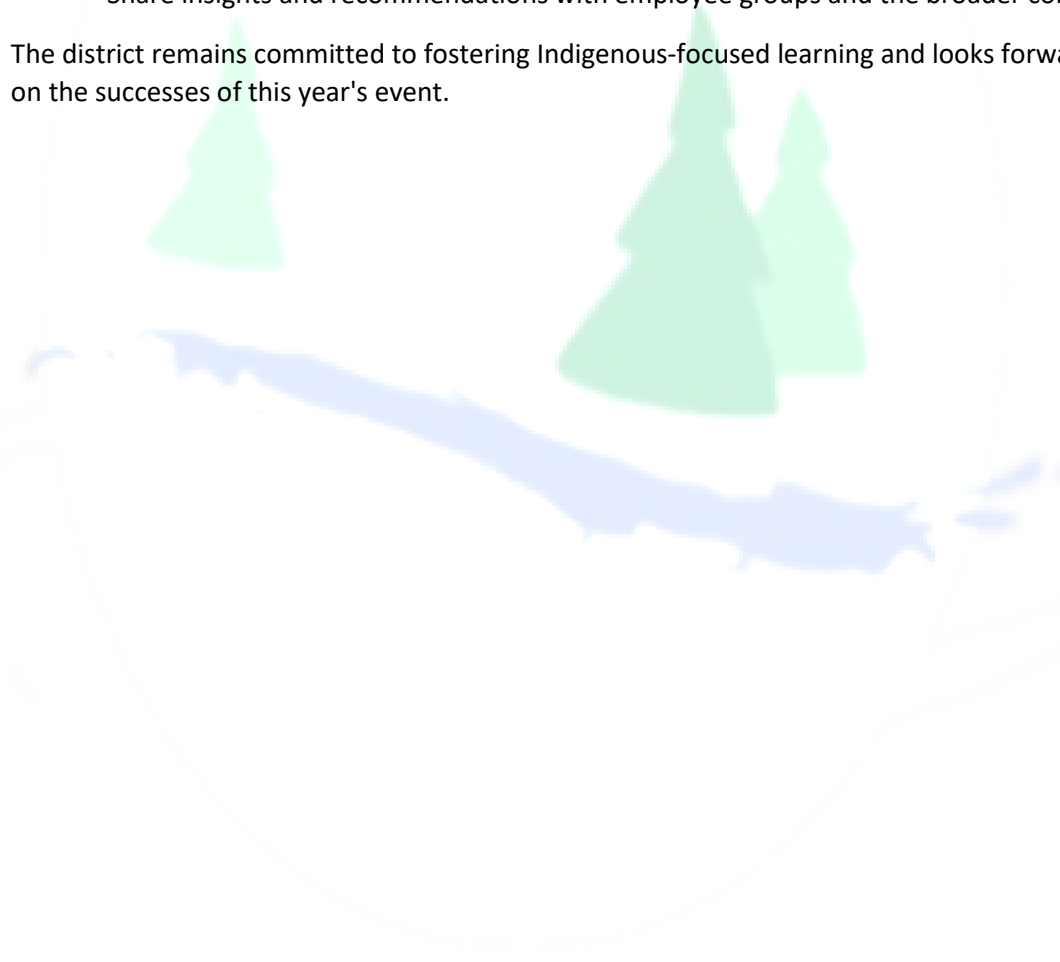 Share insights and recommendations with employee groups and the broader
The district remains committed to fostering Indigenous-focused learning and looks
on the successes of this year's event.